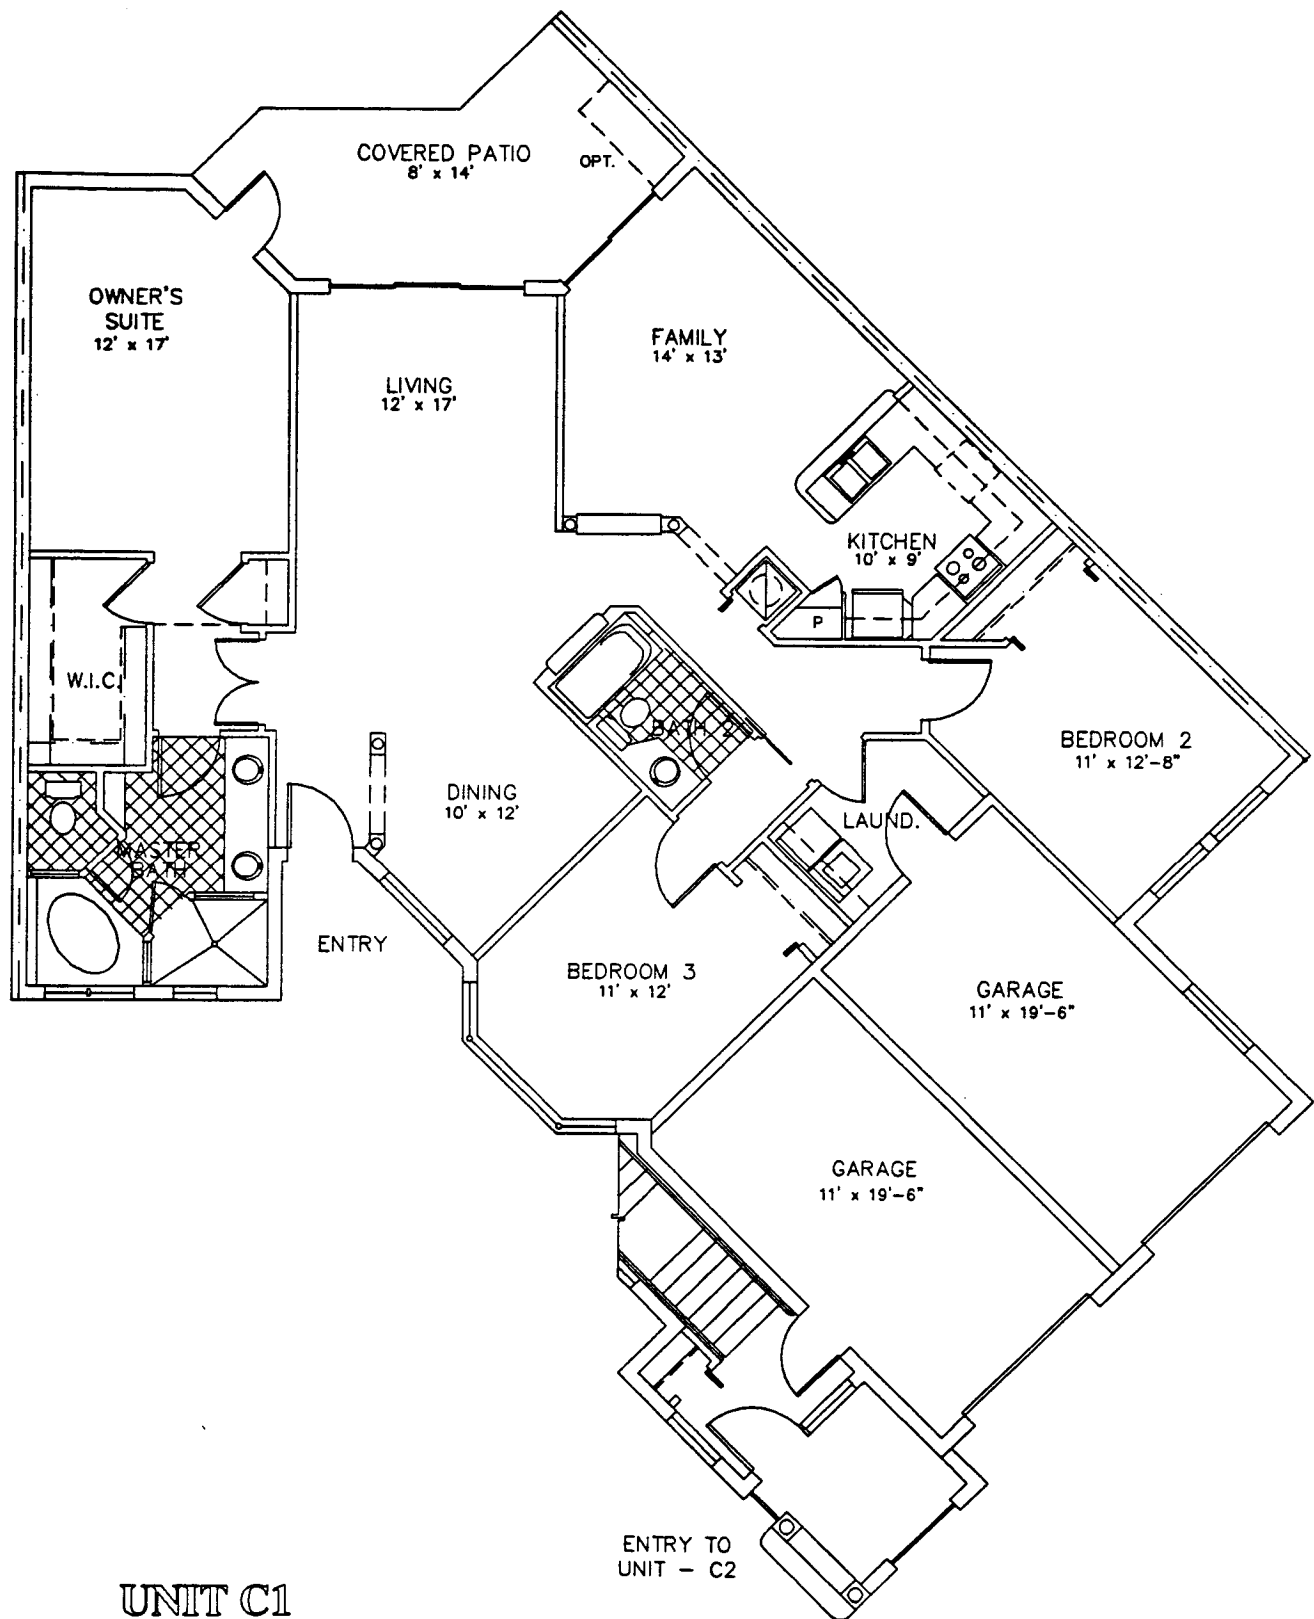 COVERED PATIO
8' x 14'
OPT.
OWNER'S
SUITE
12' x 17'
FAMILY
14' x 13'
LIVING
12' x 17'
KITCHEN
10' x 9'
P
W.I.C.
BATH 2
BEDROOM 2
11' x 12'-8"
DINING
10' x 12'
LAUND.
MASTER
BATH
ENTRY
BEDROOM 3
11' x 12'
GARAGE
11' x 19'-6"
GARAGE
11' x 19'-6"
ENTRY TO
UNIT - C2
UNIT C1